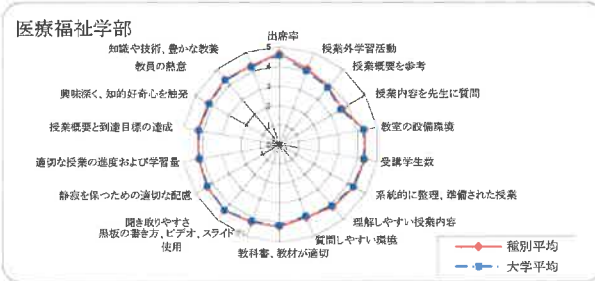 医療福祉学部
出席率
授業外学習活動
授業概要を参考
授業内容を先生に質問
教室の設備環境
受講学生数
系統的に整理、準備された授業
理解しやすい授業内容
質問しやすい環境
教科書、教材が適切
黒板の書き方、ビデオ、スライド
使用
聞き取りやすさ
静寂を保つための適切な配慮
適切な授業の進度および学習量
授業概要と到達目標の達成
興味深く、知的好奇心を触発
教員の熱意
知識や技術、豊かな教養
5
4
3
2
種別平均
大学平均